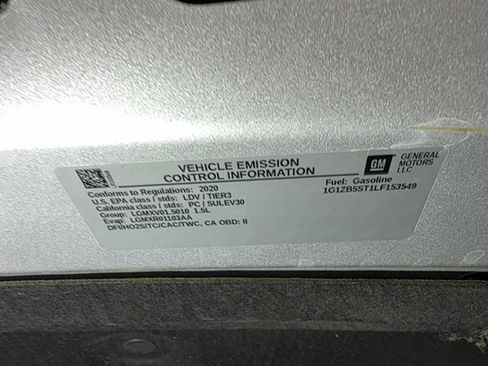 VEHICLE EMISSION
CONTROL INFORMATION
GM
GENERAL
MOTORS
LLC
Conforms to Regulations: 2020
Fuel: Gasoline
U.S. EPA class / stds: LDV / TIER3
1G1ZB5ST1LF153549
California class / stds: PC / SULEV30
Group: LGMXV01.5010 1.5L
Evap: LGMXR01103AA
DFI/HO2S/TC/CAC/TWC, CA OBD: II